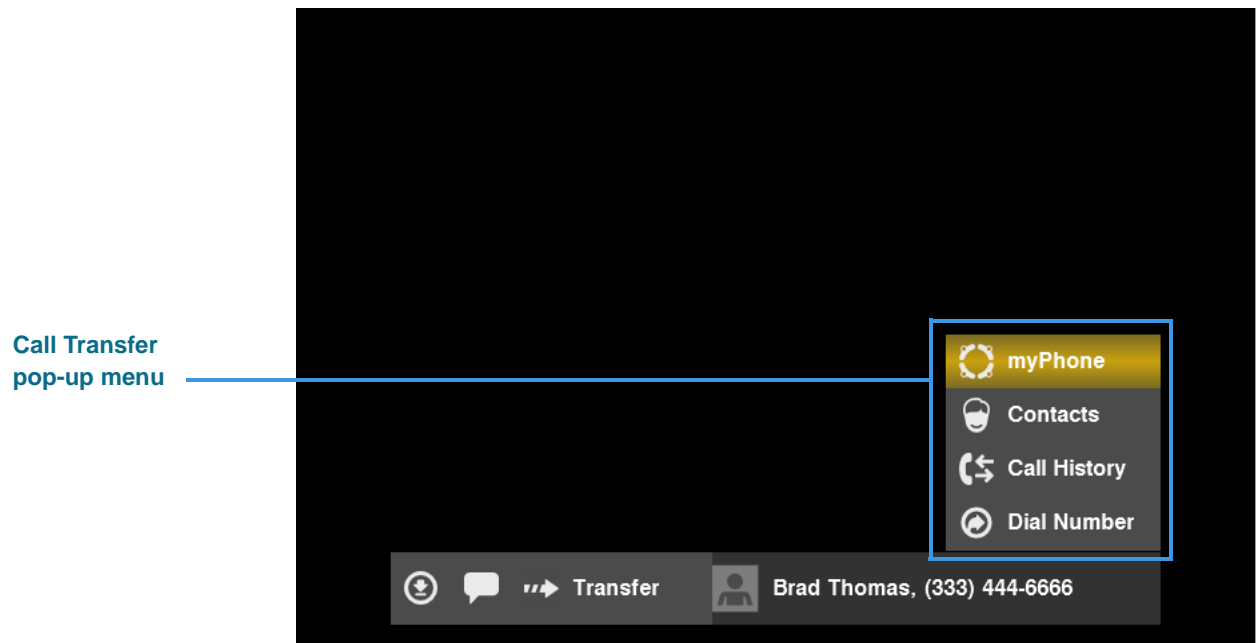 Call Transfer
pop-up menu
myPhone
Contacts
Call History
Dial Number
Transfer
Brad Thomas, (333) 444-6666